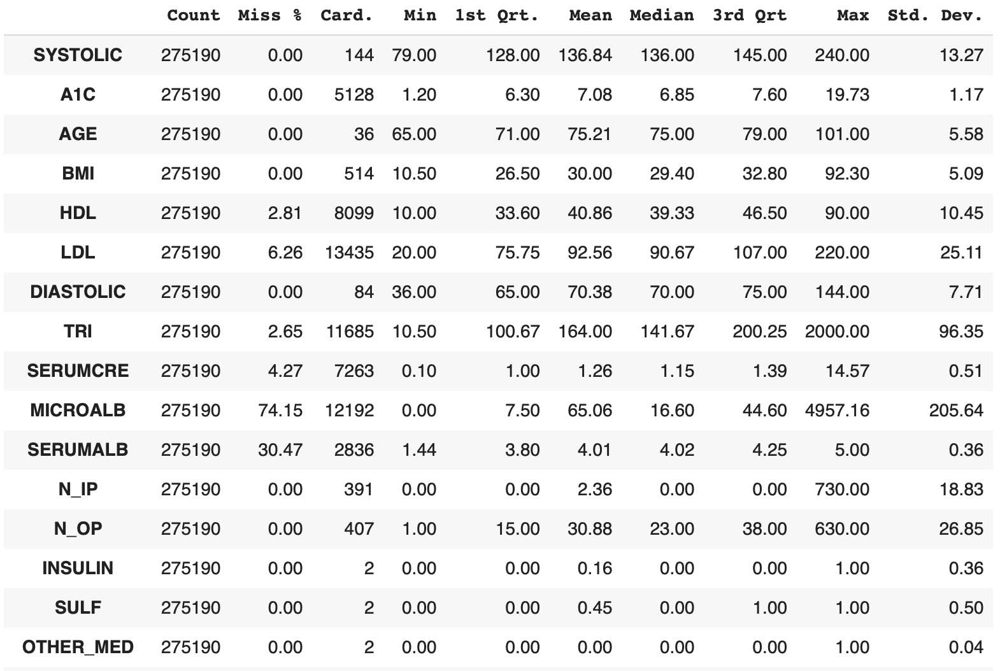 Count Miss % Card. Min 1st Qrt. Mean Median 3rd Qrt Max Std. Dev.
SYSTOLIC 275190 0.00 144 79.00 128.00 136.84 136.00 145.00 240.00 13.27
A1C 275190 0.00 5128 1.20 6.30 7.08 6.85 7.60 19.73 1.17
AGE 275190 0.00 36 65.00 71.00 75.21 75.00 79.00 101.00 5.58
BMI 275190 0.00 514 10.50 26.50 30.00 29.40 32.80 92.30 5.09
HDL 275190 2.81 8099 10.00 33.60 40.86 39.33 46.50 90.00 10.45
LDL 275190 6.26 13435 20.00 75.75 92.56 90.67 107.00 220.00 25.11
DIASTOLIC 275190 0.00 84 36.00 65.00 70.38 70.00 75.00 144.00 7.71
TRI 275190 2.65 11685 10.50 100.67 164.00 141.67 200.25 2000.00 96.35
SERUMCRE 275190 4.27 7263 0.10 1.00 1.26 1.15 1.39 14.57 0.51
MICROALB 275190 74.15 12192 0.00 7.50 65.06 16.60 44.60 4957.16 205.64
SERUMALB 275190 30.47 2836 1.44 3.80 4.01 4.02 4.25 5.00 0.36
N_IP 275190 0.00 391 0.00 0.00 2.36 0.00 0.00 730.00 18.83
N_OP 275190 0.00 407 1.00 15.00 30.88 23.00 38.00 630.00 26.85
INSULIN 275190 0.00 2 0.00 0.00 0.16 0.00 0.00 1.00 0.36
SULF 275190 0.00 2 0.00 0.00 0.45 0.00 1.00 1.00 0.50
OTHER_MED 275190 0.00 2 0.00 0.00 0.00 0.00 0.00 1.00 0.04